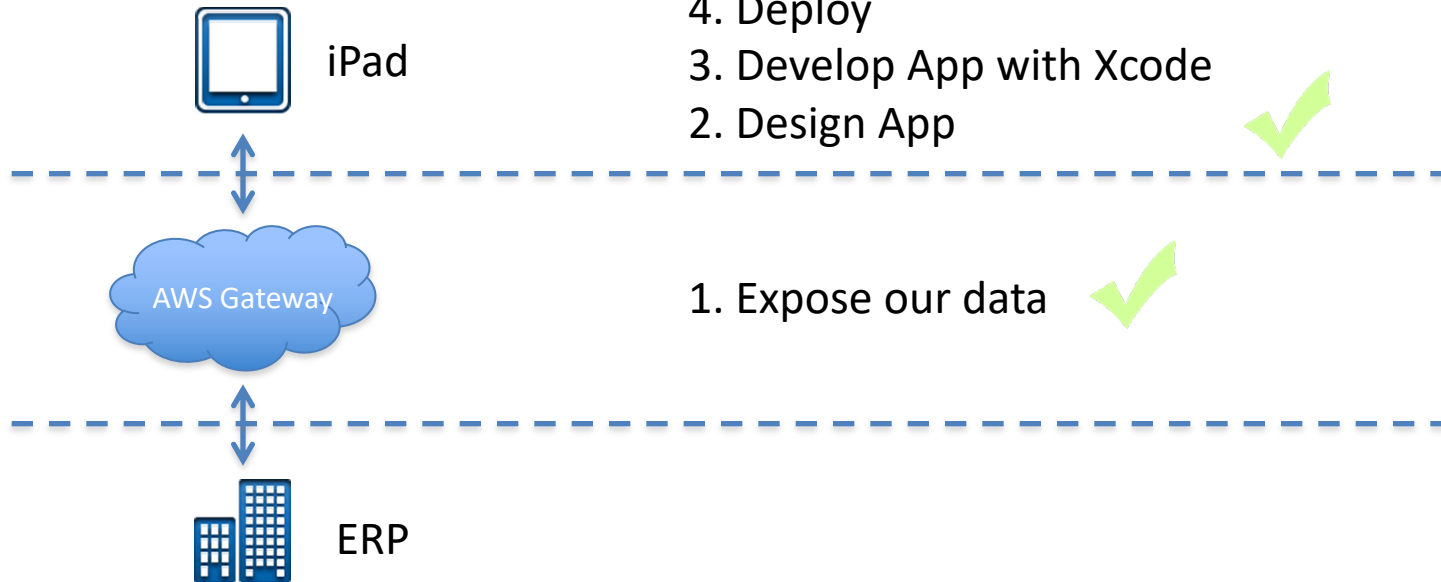 4. Deploy
iPad
3. Develop App with Xcode
2. Design App
AWS Gateway
1. Expose our data
ERP